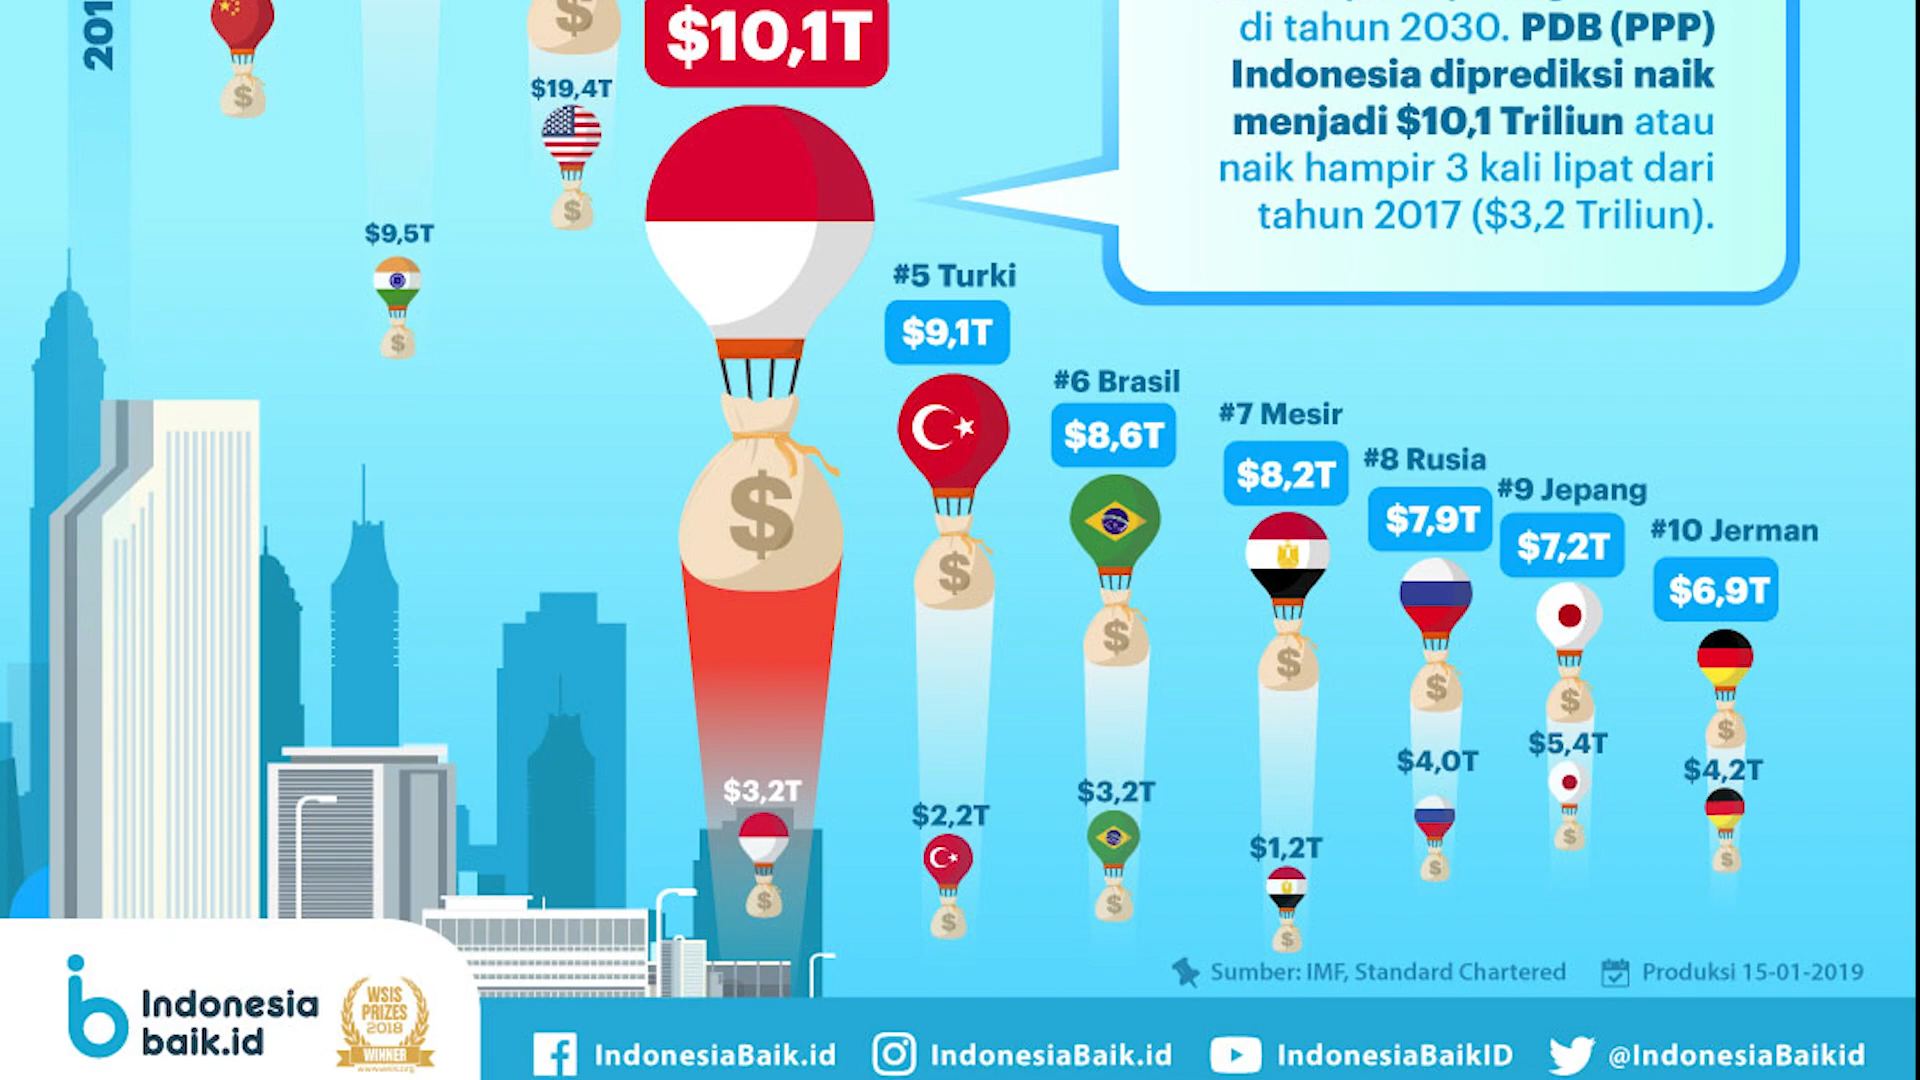 201
$19,4T
$9,5T
$10,1T
di tahun 2030. PDB (PPP)
Indonesia diprediksi naik
menjadi $10,1 Triliun atau
naik hampir 3 kali lipat dari
tahun 2017 ($3,2 Triliun).
#5 Turki
$9,1T
#6 Brasil
$8,6T
#7 Mesir
$8,2T
#8 Rusia
$7,9T
#9 Jepang
$7,2T
#10 Jerman
$6,9T
$3,2T
$2,2T
$3,2T
$1,2T
$4,0T
$5,4T
$4,2T
Sumber: IMF, Standard Chartered
Produksi 15-01-2019
Indonesia
baik.id
WSIS
PRIZES
2018
WINNER
IndonesiaBaik.id
IndonesiaBaik.id
IndonesiaBaikID
@IndonesiaBaikid